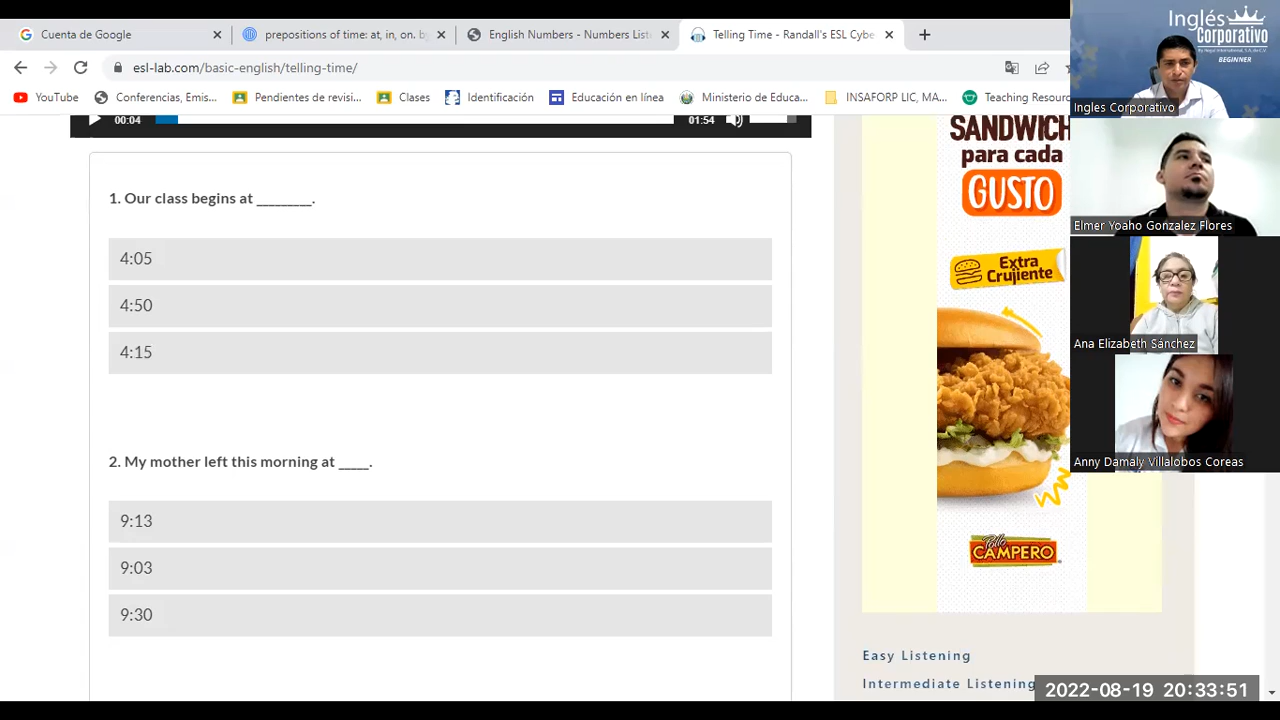 Cuenta de Google
prepositions of time: at, in, on. by
English Numbers - Numbers List
Telling Time - Randall's ESL Cybe
esl-lab.com/basic-english/telling-time/
YouTube
Conferencias, Emis...
Pendientes de revisi...
Clases
Identificación
Educación en línea
Ministerio de Educa...
INSAFORP LIC, MA...
Teaching Resourc
00:04
01:54
1. Our class begins at _________.
4:05
4:50
4:15
2. My mother left this morning at _____.
9:13
9:03
9:30
SANDWICH
para cada
GUSTO
Extra
Crujiente
Pollo
CAMPERO
Easy Listening
Intermediate Listening
Inglés
Corporativo
BEGINNER
Ingles Corporativo
Elmer Yoaho Gonzalez Flores
Ana Elizabeth Sánchez
Anny Damaly Villalobos Coreas
2022-08-19 20:33:51